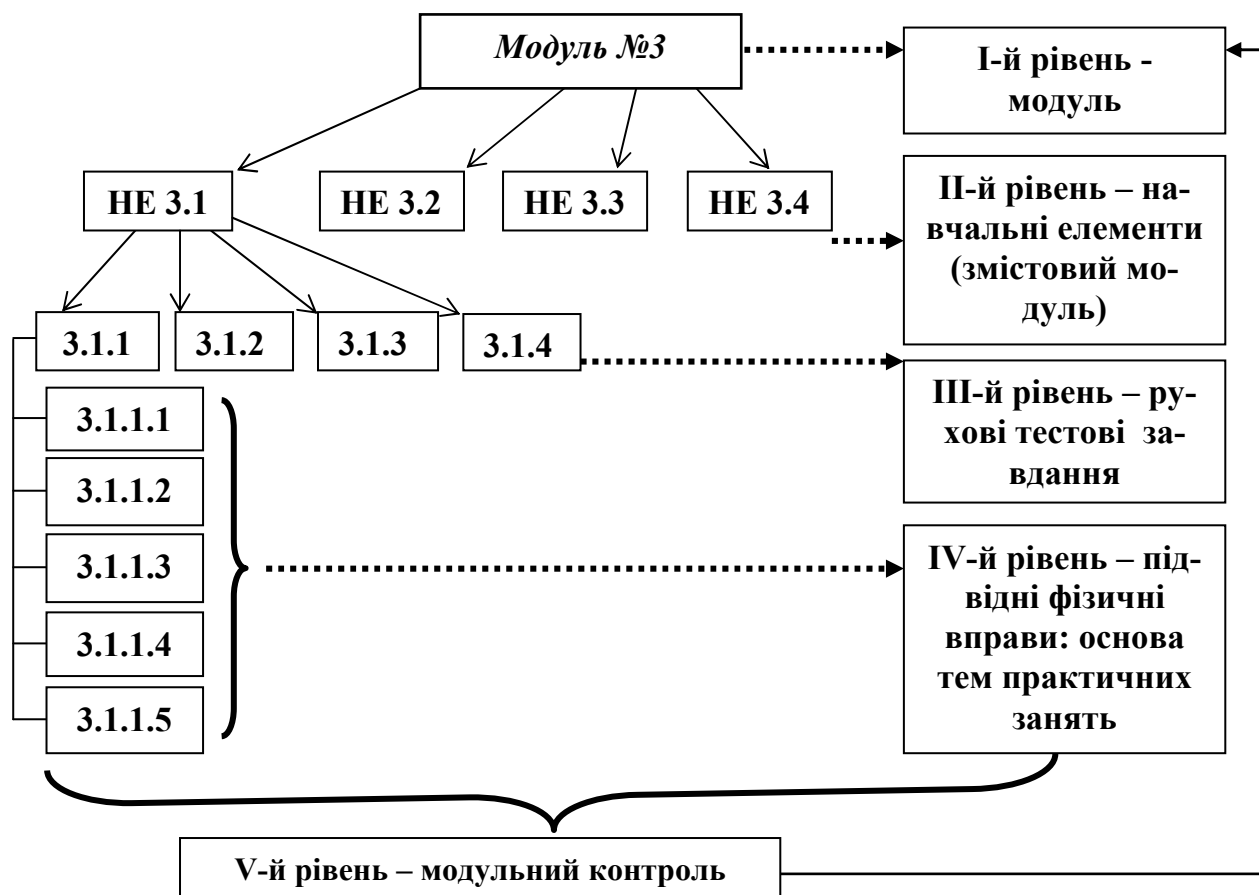 Модуль №3
І-й рівень -
модуль
НЕ 3.1
НЕ 3.2
НЕ 3.3
НЕ 3.4
ІІ-й рівень – на-
вчальні елементи
(змістовий мо-
дуль)
3.1.1
3.1.2
3.1.3
3.1.4
ІІІ-й рівень – ру-
хові тестові за-
вдання
3.1.1.1
3.1.1.2
3.1.1.3
3.1.1.4
3.1.1.5
IV-й рівень – під-
відні фізичні
вправи: основа
тем практичних
занять
V-й рівень – модульний контроль